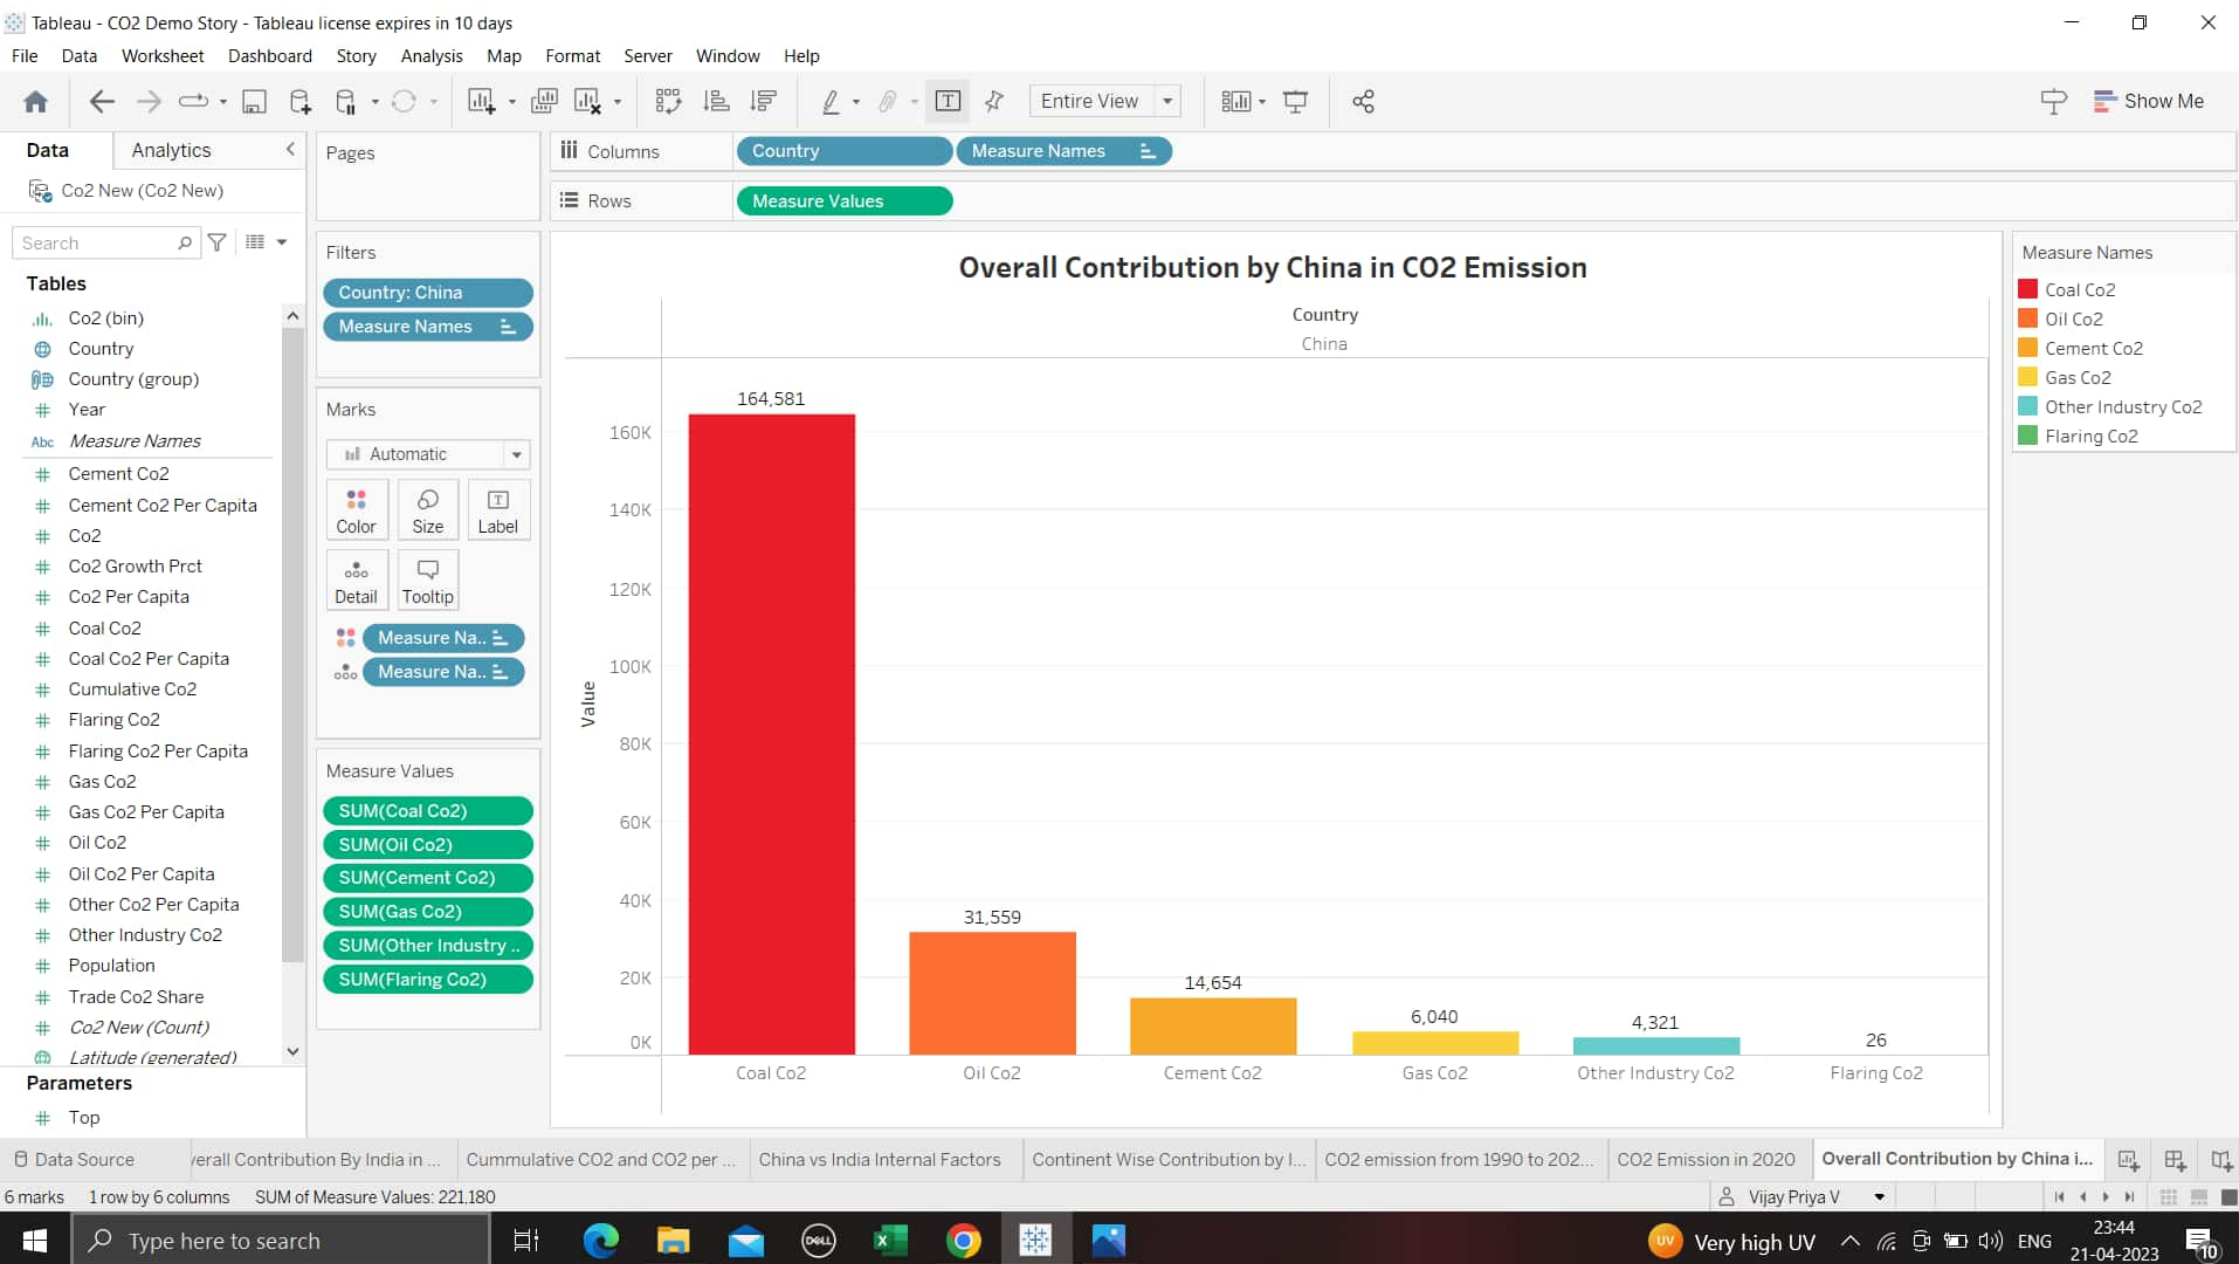 Tableau - CO2 Demo Story - Tableau license expires in 10 days
File Data Worksheet Dashboard Story Analysis Map Format Server Window Help
Entire View
Show Me
Data Analytics
Co2 New (Co2 New)
Search
Tables
Co2 (bin)
Country
Country (group)
Year
Abc Measure Names
Cement Co2
Cement Co2 Per Capita
Co2
Co2 Growth Prct
Co2 Per Capita
Coal Co2
Coal Co2 Per Capita
Cumulative Co2
Flaring Co2
Flaring Co2 Per Capita
Gas Co2
Gas Co2 Per Capita
Oil Co2
Oil Co2 Per Capita
Other Co2 Per Capita
Other Industry Co2
Population
Trade Co2 Share
Co2 New (Count)
Latitude (generated)
Parameters
Top
Pages
Filters
Country: China
Measure Names
Marks
Automatic
Color Size Label
Detail Tooltip
Measure Na..
Measure Na..
Measure Values
SUM(Coal Co2)
SUM(Oil Co2)
SUM(Cement Co2)
SUM(Gas Co2)
SUM(Other Industry ..
SUM(Flaring Co2)
Columns Country Measure Names
Rows Measure Values
Overall Contribution by China in CO2 Emission
Country
China
Value
160K
140K
120K
100K
80K
60K
40K
20K
0K
164,581
31,559
14,654
6,040
4,321
26
Coal Co2 Oil Co2 Cement Co2 Gas Co2 Other Industry Co2 Flaring Co2
Measure Names
Coal Co2
Oil Co2
Cement Co2
Gas Co2
Other Industry Co2
Flaring Co2
Data Source verall Contribution By India in ... Cummulative CO2 and CO2 per ... China vs India Internal Factors Continent Wise Contribution by I... CO2 emission from 1990 to 202... CO2 Emission in 2020 Overall Contribution by China i...
6 marks 1 row by 6 columns SUM of Measure Values: 221.180 Vijay Priya V
Type here to search
DELL
UV Very high UV ENG
23:44
21-04-2023
10